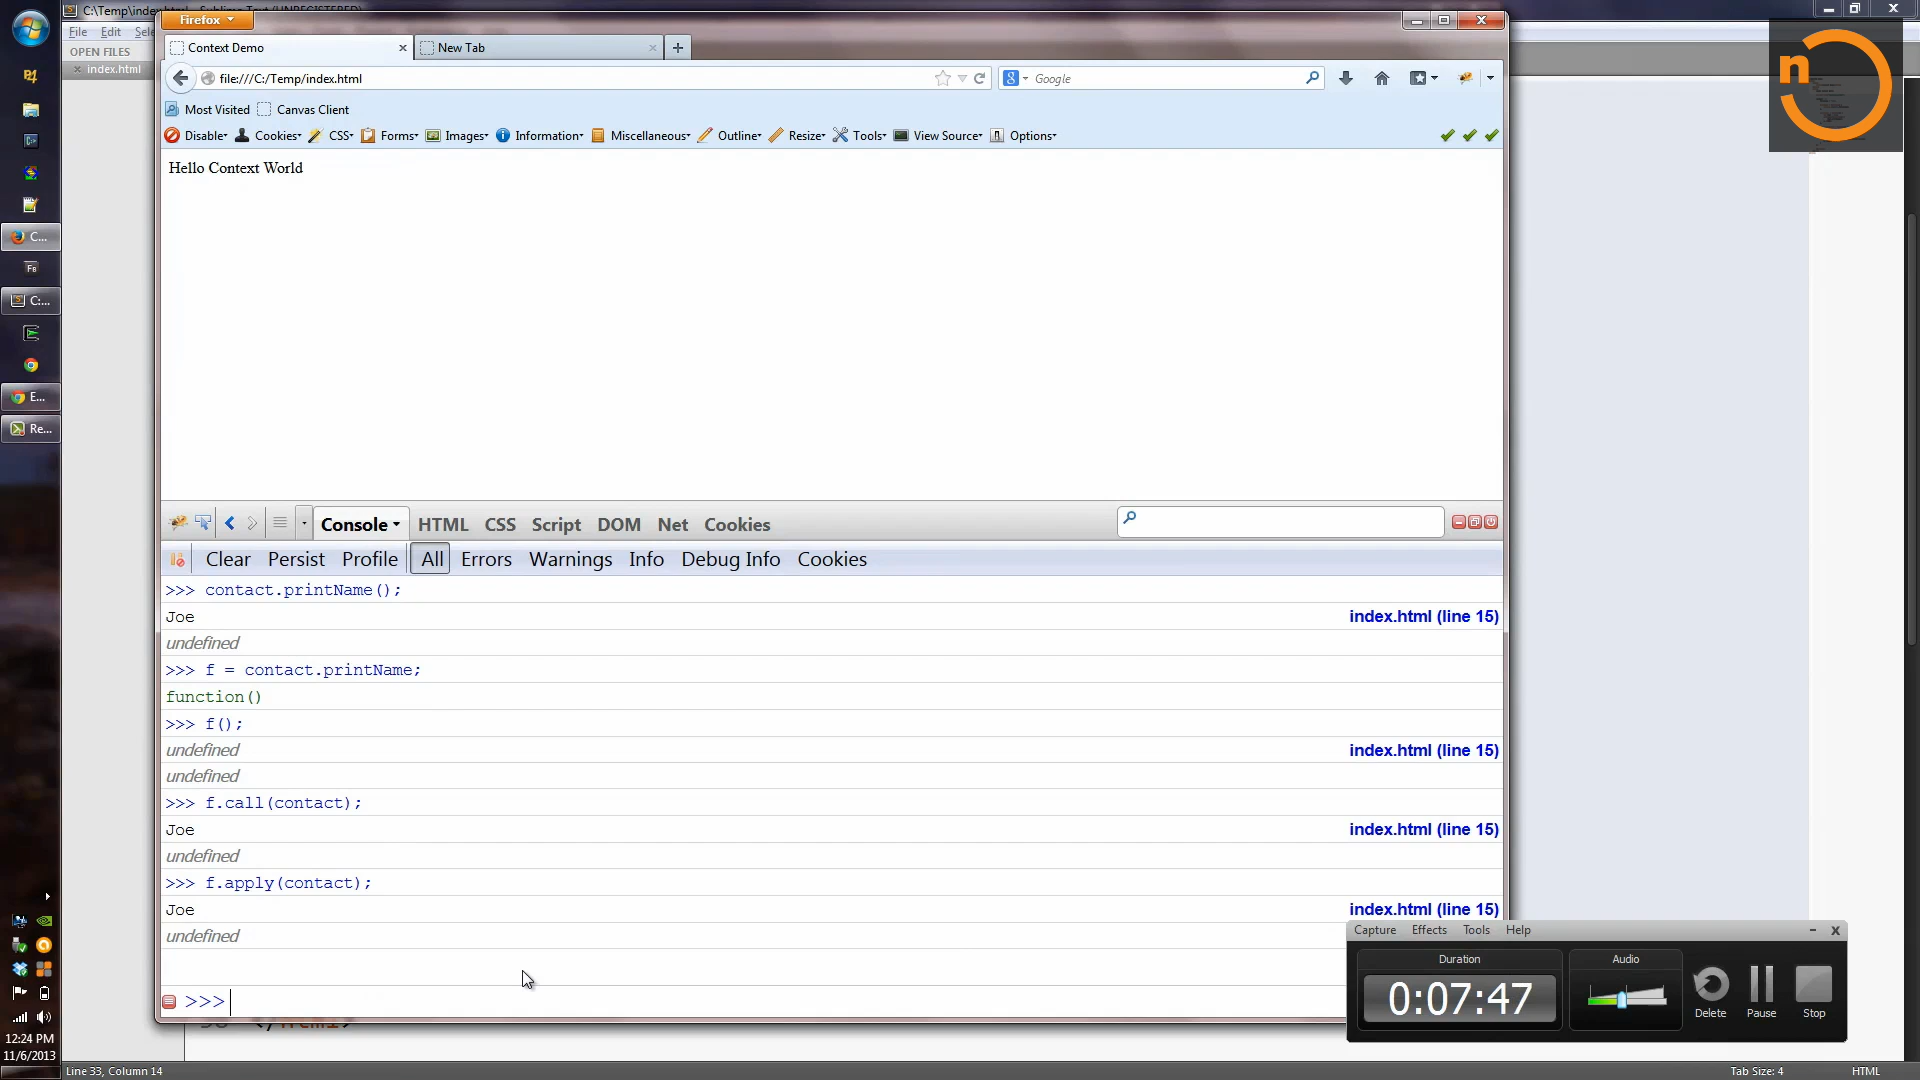 C:\Temp\index.html - Sublime Text (UNREGISTERED)
File Edit Sele
OPEN FILES
index.html
Firefox
Context Demo
New Tab
file:///C:/Temp/index.html
Google
Most Visited
Canvas Client
Disable
Cookies
CSS
Forms
Images
Information
Miscellaneous
Outline
Resize
Tools
View Source
Options
Hello Context World
Console HTML CSS Script DOM Net Cookies
Clear Persist Profile All Errors Warnings Info Debug Info Cookies
>>> contact.printName();
Joe index.html (line 15)
undefined
>>> f = contact.printName;
function()
>>> f();
undefined index.html (line 15)
undefined
>>> f.call(contact);
Joe index.html (line 15)
undefined
>>> f.apply(contact);
Joe index.html (line 15)
undefined
>>>
n
C...
FB
C:...
E...
Re...
12:24 PM
11/6/2013
Capture Effects Tools Help
Duration
0:07:47
Audio
Delete
Pause
Stop
Line 33, Column 14
Tab Size: 4
HTML